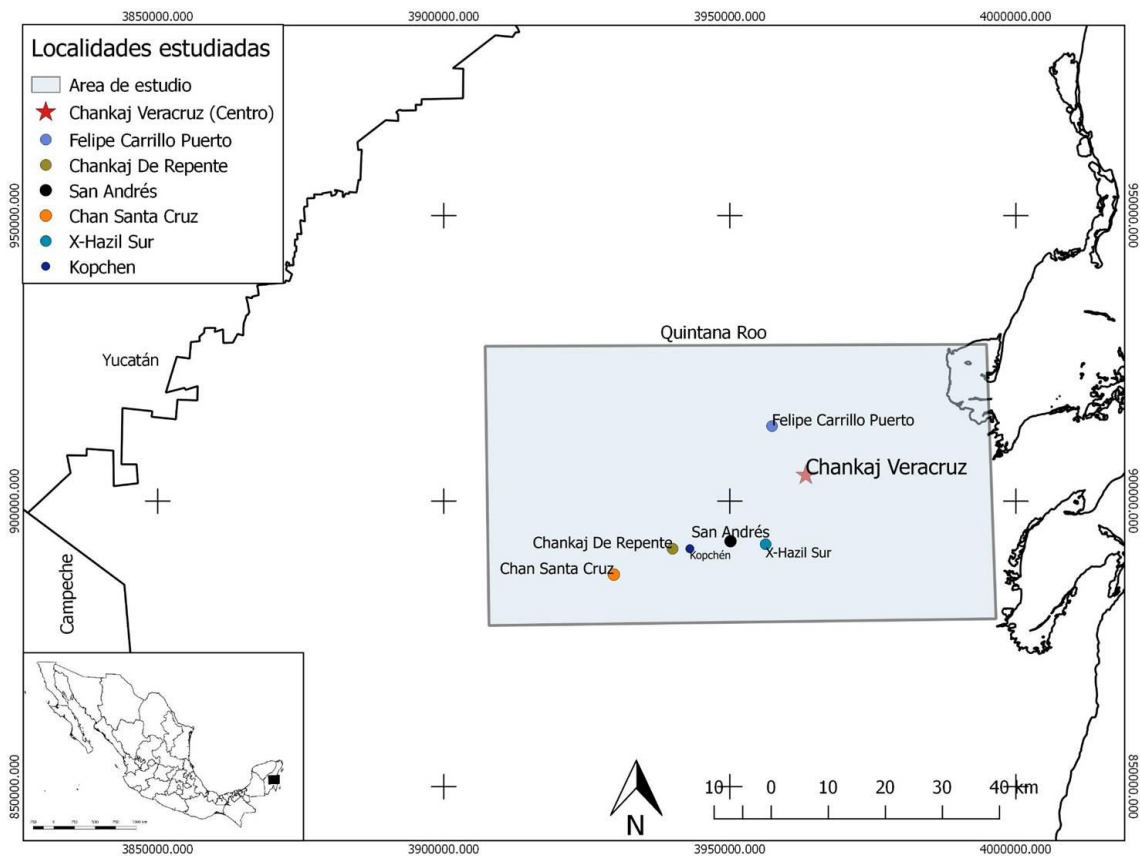 3850000.000
3900000.000
3950000.000
4000000.000
Localidades estudiadas
Area de estudio
Chankaj Veracruz (Centro)
Felipe Carrillo Puerto
Chankaj De Repente
San Andrés
Chan Santa Cruz
X-Hazil Sur
Kopchen
950000.000
950000.000
Quintana Roo
Yucatán
Felipe Carrillo Puerto
Chankaj Veracruz
900000.000
900000.000
San Andrés
Chankaj De Repente
Kopchén
X-Hazil Sur
Chan Santa Cruz
Campeche
850000.000
850000.000
10 0 10 20 30 40 km
N
3850000.000
3900000.000
3950000.000
4000000.000